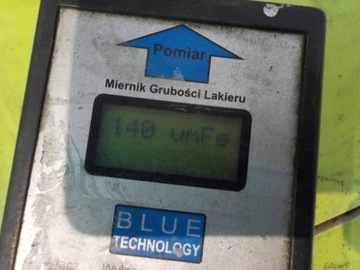 Pomiar
Miernik Grubości Lakieru
140 umFe
BLUE
TECHNOLOGY